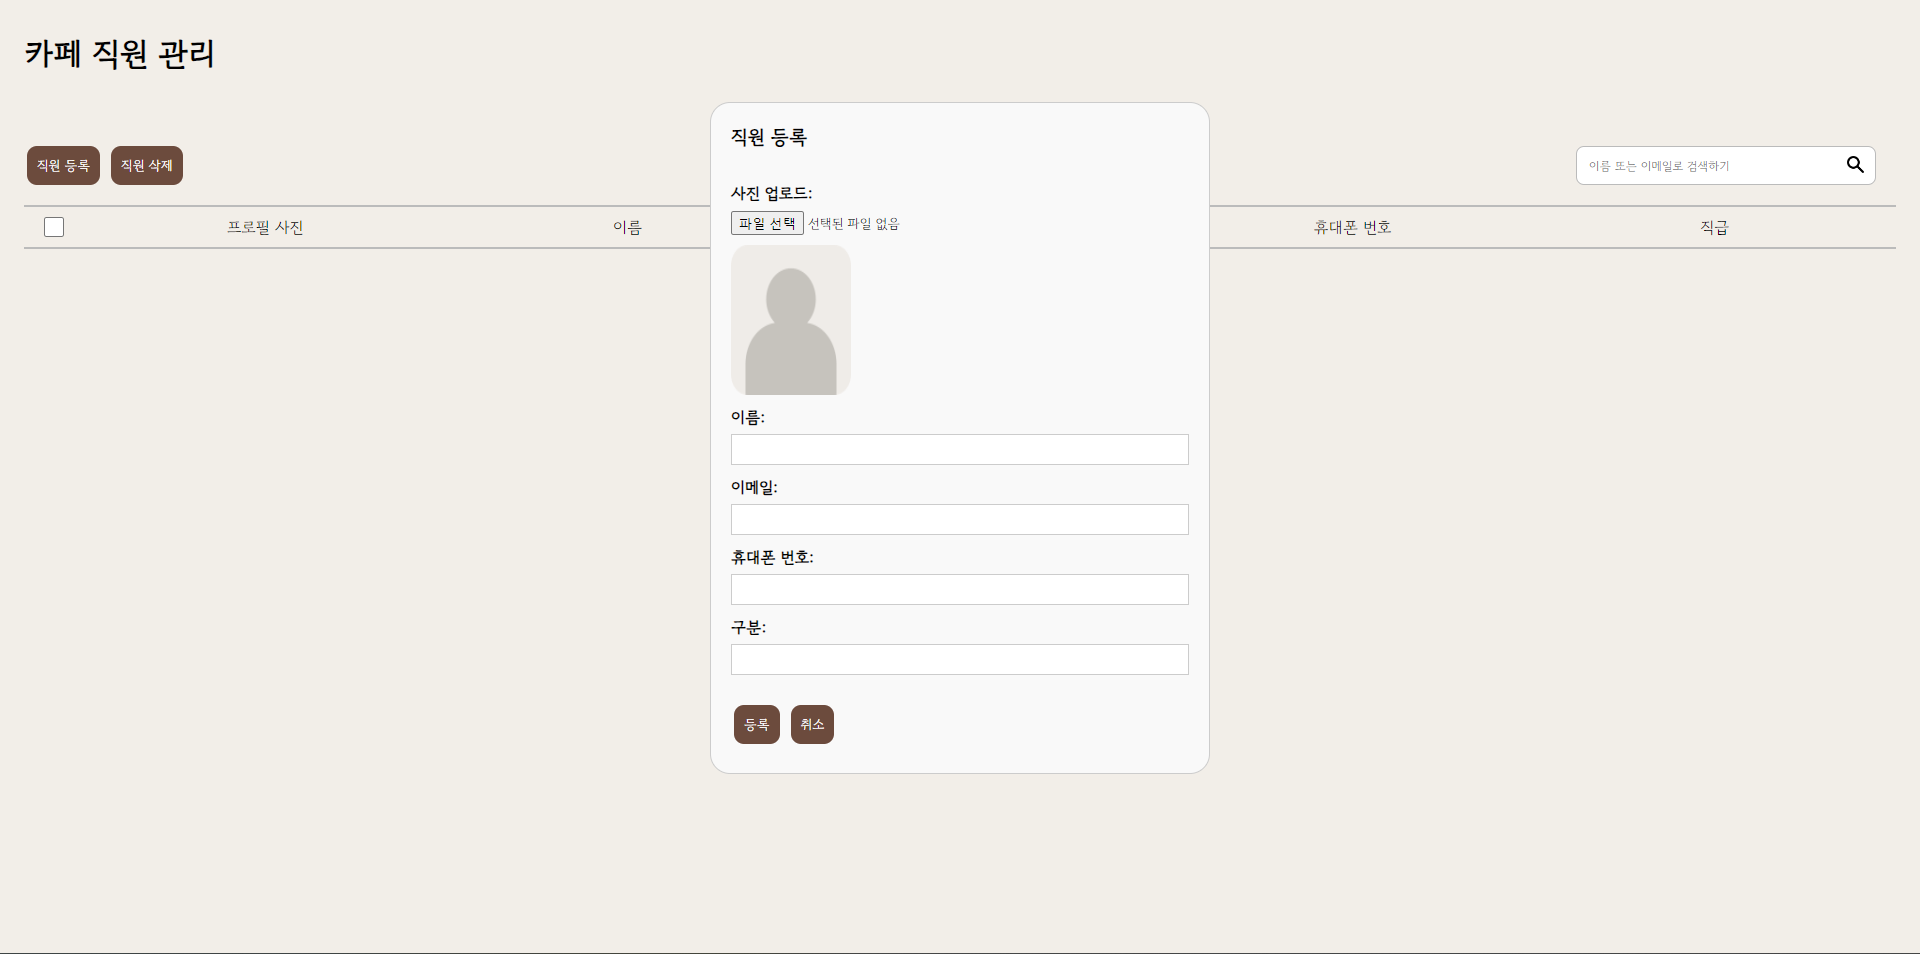 카페 직원 관리
직원 등록 직원 삭제
이름 또는 이메일로 검색하기
프로필 사진 이름 휴대폰 번호 직급
직원 등록
사진 업로드:
파일 선택 선택된 파일 없음
이름:
이메일:
휴대폰 번호:
구분:
등록 취소